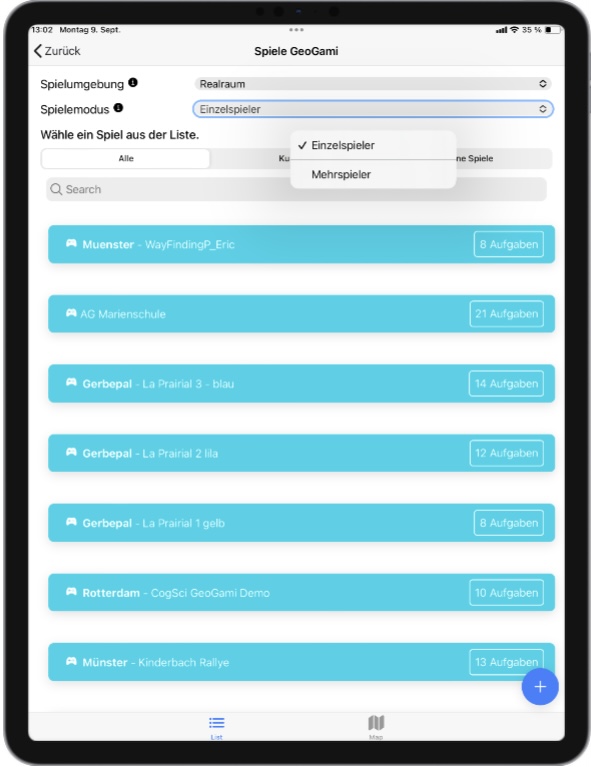 13:02 Montag 9. Sept. 35 %
Zurück Spiele GeoGami
Spielumgebung Realraum
Spielemodus Einzelspieler
Wähle ein Spiel aus der Liste.
✓ Einzelspieler
Mehrspieler
Alle Ku ne Spiele
Search
Muenster - WayFindingP_Eric 8 Aufgaben
AG Marienschule 21 Aufgaben
Gerbepal - La Prairial 3 - blau 14 Aufgaben
Gerbepal - La Prairial 2 lila 12 Aufgaben
Gerbepal - La Prairial 1 gelb 8 Aufgaben
Rotterdam - CogSci GeoGami Demo 10 Aufgaben
Münster - Kinderbach Rallye 13 Aufgaben
+
List Map